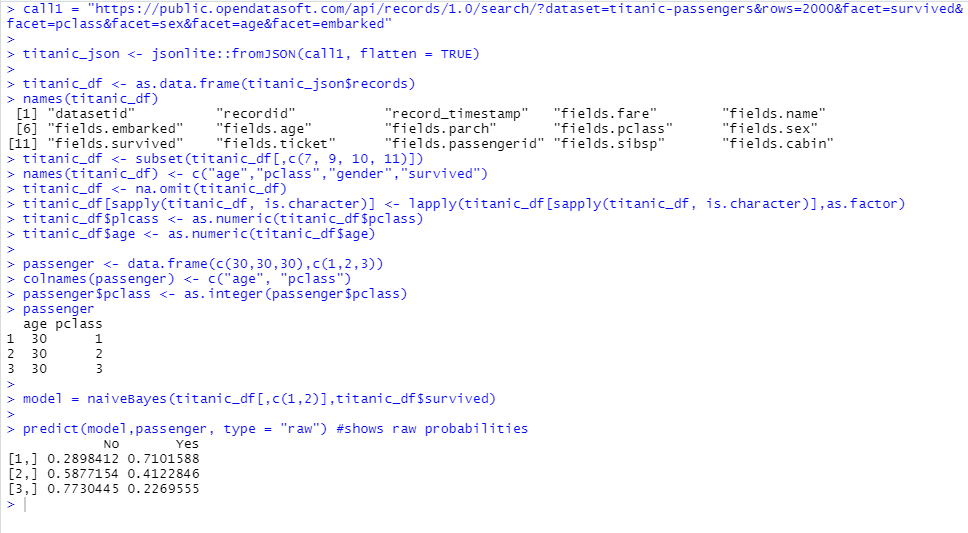 > call1 = "https://public.opendatasoft.com/api/records/1.0/search/?dataset=titanic-passengers&rows=2000&facet=survived&
facet=pclass&facet=sex&facet=age&facet=embarked"
>
> titanic_json <- jsonlite::fromJSON(call1, flatten = TRUE)
>
> titanic_df <- as.data.frame(titanic_json$records)
> names(titanic_df)
 [1] "datasetid"          "recordid"           "record_timestamp"   "fields.fare"        "fields.name"
 [6] "fields.embarked"    "fields.age"         "fields.parch"       "fields.pclass"      "fields.sex"
[11] "fields.survived"    "fields.ticket"      "fields.passengerid" "fields.sibsp"       "fields.cabin"
> titanic_df <- subset(titanic_df[,c(7, 9, 10, 11)])
> names(titanic_df) <- c("age","pclass","gender","survived")
> titanic_df <- na.omit(titanic_df)
> titanic_df[sapply(titanic_df, is.character)] <- lapply(titanic_df[sapply(titanic_df, is.character)],as.factor)
> titanic_df$plcass <- as.numeric(titanic_df$pclass)
> titanic_df$age <- as.numeric(titanic_df$age)
>
> passenger <- data.frame(c(30,30,30),c(1,2,3))
> colnames(passenger) <- c("age", "pclass")
> passenger$pclass <- as.integer(passenger$pclass)
> passenger
  age pclass
1  30      1
2  30      2
3  30      3
>
> model = naiveBayes(titanic_df[,c(1,2)],titanic_df$survived)
>
> predict(model,passenger, type = "raw") #shows raw probabilities
            No       Yes
[1,] 0.2898412 0.7101588
[2,] 0.5877154 0.4122846
[3,] 0.7730445 0.2269555
>